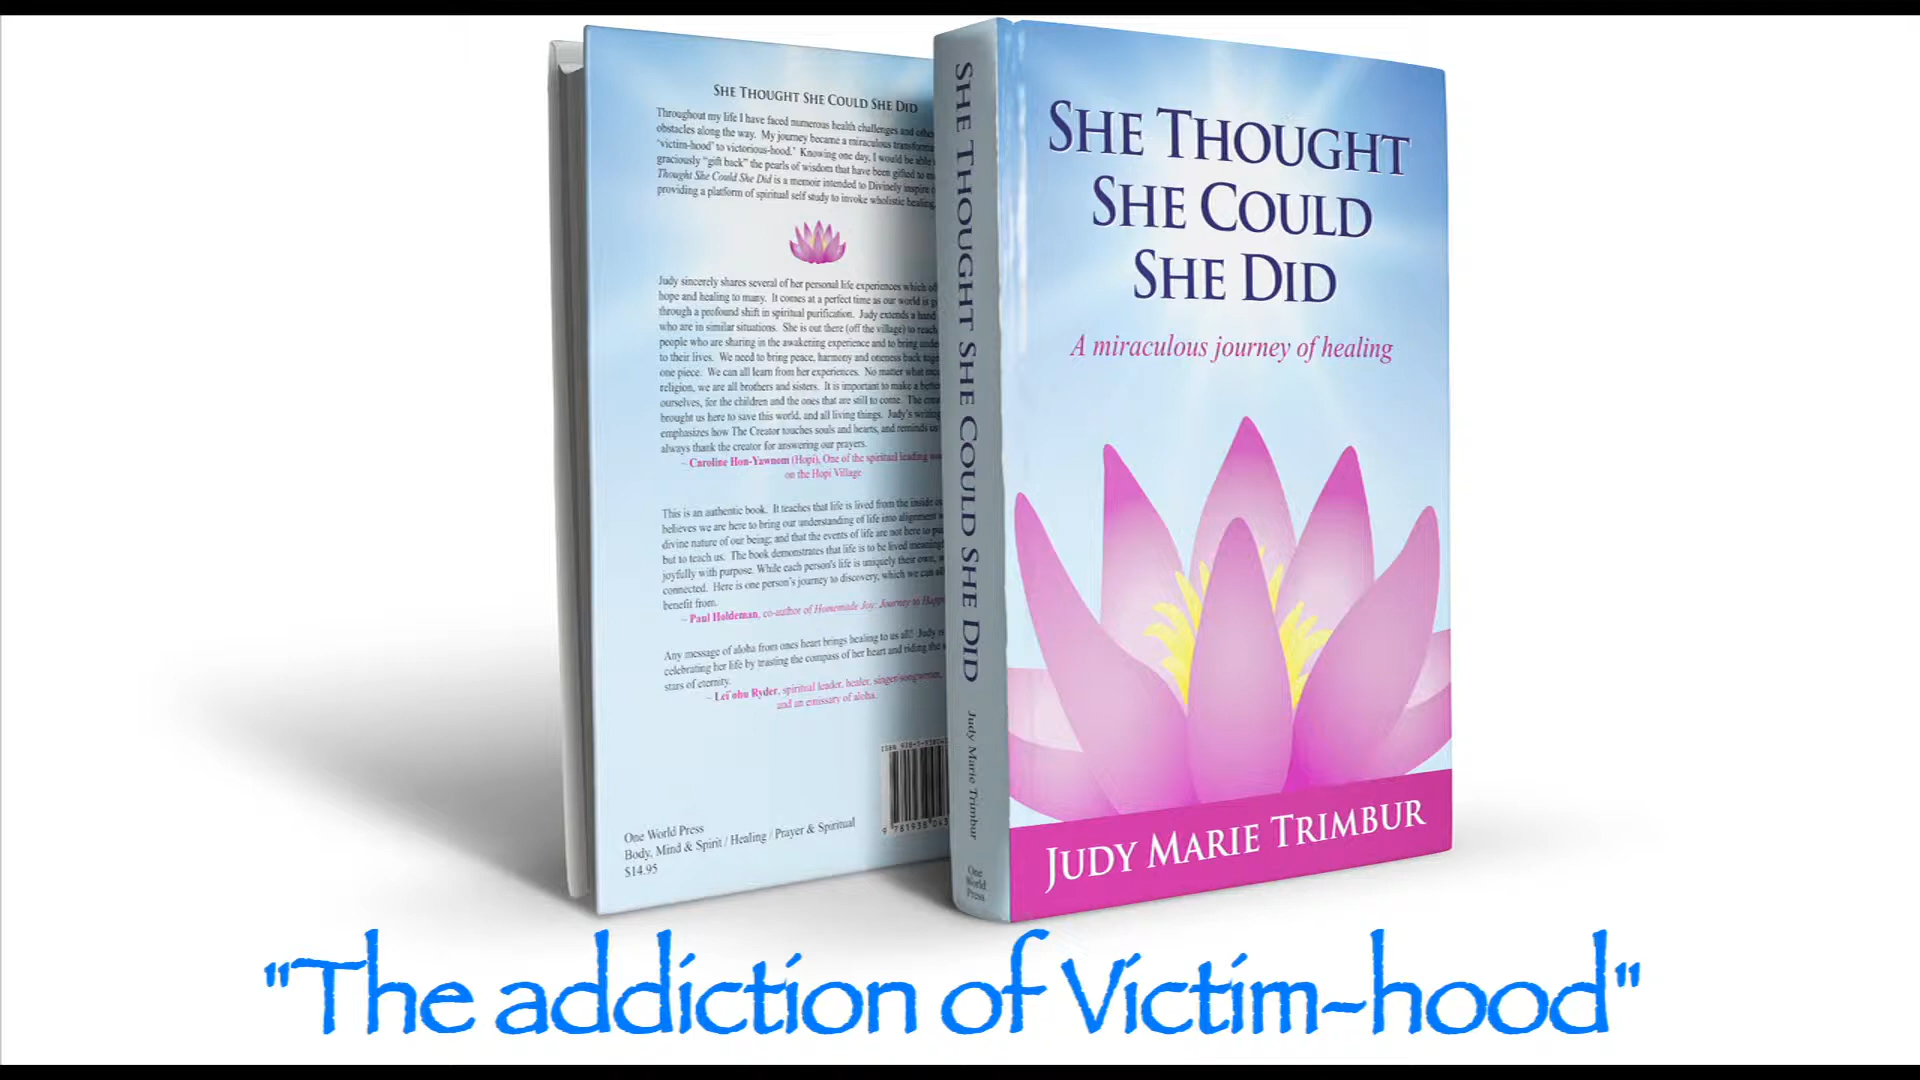 SHE THOUGHT SHE COULD SHE DID
Throughout my life I have faced numerous health challenges and
obstacles along the way. My journey became a miraculous
'victim-hood' to victorious-hood.' Knowing one day, I would be able
graciously "gift back" the pearls of wisdom that have been gifted to
Thought She Could She Did is a memoir intended to Divinely inspire
providing a platform of spiritual self study to invoke wholistic healing.
Judy sincerely shares several of her personal life experiences which
hope and healing to many. It comes at a perfect time as our world is
through a profound shift in spiritual purification. Judy extends a hand
who are in similar situations. She is out there (off the village) to reach
people who are sharing in the awakening experience and to bring
to their lives. We need to bring peace, harmony and oneness back
one piece. We can all learn from her experiences. No matter what
religion, we are all brothers and sisters. It is important to make a
ourselves, for the children and the ones that are still to come. The
brought us here to save this world, and all living things. Judy's
emphasizes how The Creator touches souls and hearts, and reminds
always thank the creator for answering our prayers.
~ Caroline Hon-Yawnom (Hopi), One of the spiritual leading
on the Hopi Village
This is an authentic book. It teaches that life is lived from the inside
believes we are here to bring our understanding of life into alignment
divine nature of our being; and that the events of life are not here to
but to teach us. The book demonstrates that life is to be lived
joyfully with purpose. While each person's life is uniquely their own,
connected. Here is one person's journey to discovery, which we can
benefit from.
~ Paul Holdeman, co-author of Homemade Joy: Journey to
Any message of aloha from ones heart brings healing to us all! Judy
celebrating her life by trusting the compass of her heart and riding the
stars of eternity.
~ Lei'ohu Ryder, spiritual leader, healer, singer/songwriter,
and an emissary of aloha.
One World Press
Body, Mind & Spirit / Healing / Prayer & Spiritual
$14.95
SHE THOUGHT SHE COULD SHE DID
Judy Marie Trimbur
One
World
Press
SHE THOUGHT
SHE COULD
SHE DID
A miraculous journey of healing
JUDY MARIE TRIMBUR
"The addiction of Victim-hood"